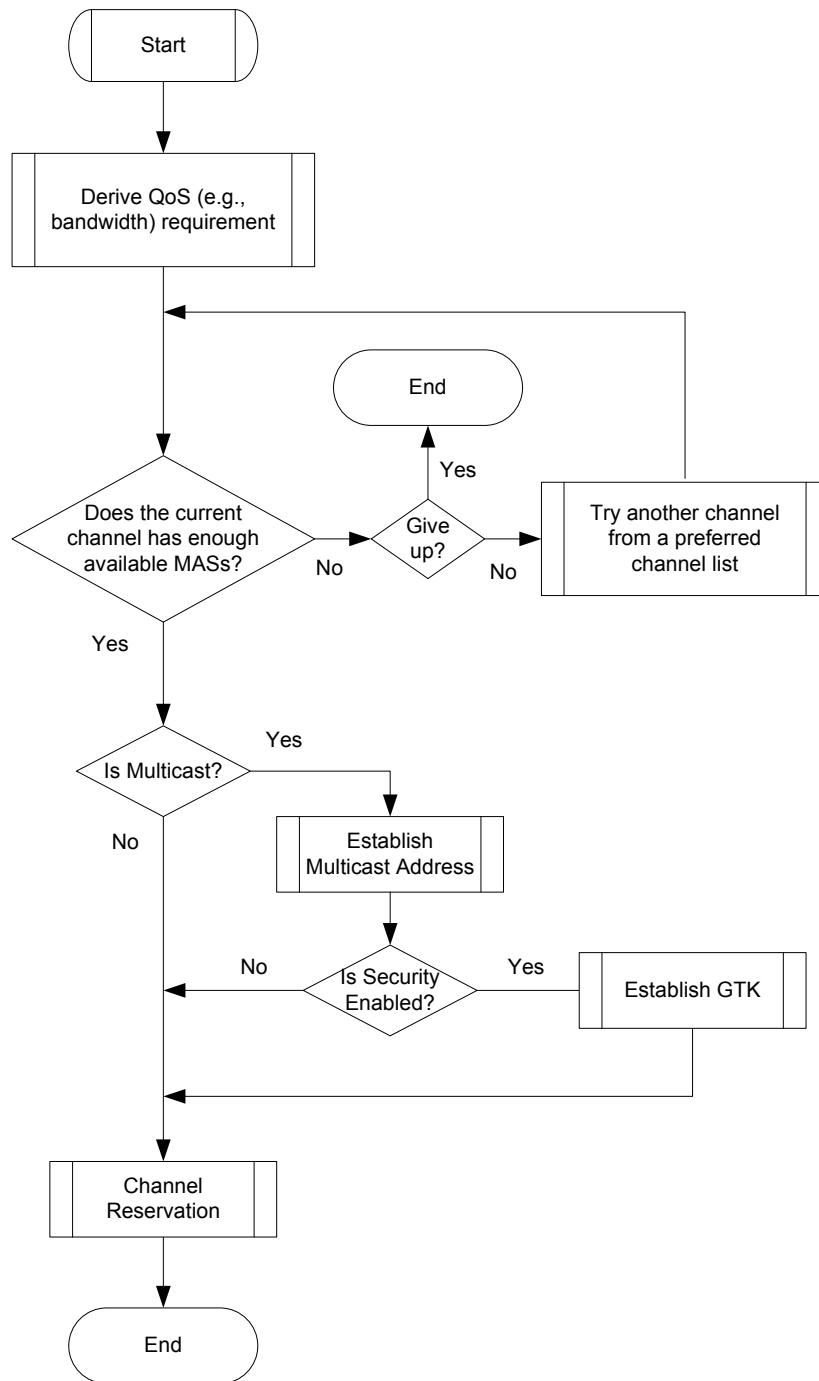 Start
Derive QoS (e.g.,
bandwidth) requirement
End
Yes
Does the current
channel has enough
available MASs?
No
Give
up?
No
Try another channel
from a preferred
channel list
Yes
Is Multicast?
Yes
No
Establish
Multicast Address
No
Is Security
Enabled?
Yes
Establish GTK
Channel
Reservation
End